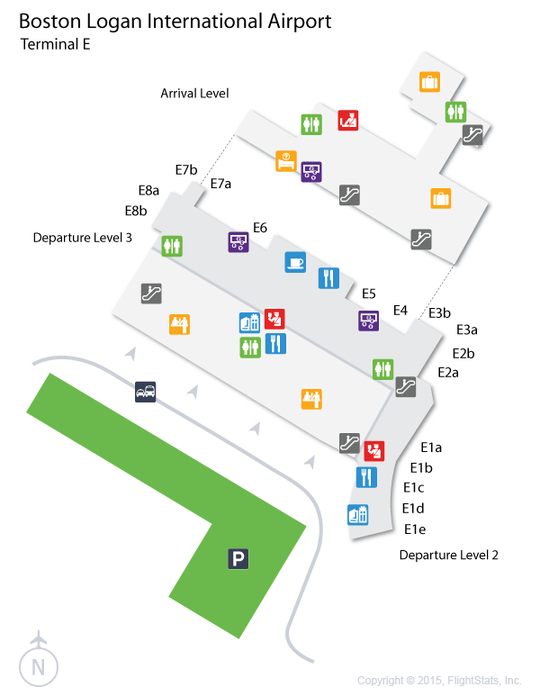 Boston Logan International Airport
Terminal E
Arrival Level
E7b
E7a
E8a
E8b
Departure Level 3
E6
E5
E4
E3b
E3a
E2b
E2a
E1a
E1b
E1c
E1d
E1e
Departure Level 2
P
N
Copyright © 2015, FlightStats, Inc.